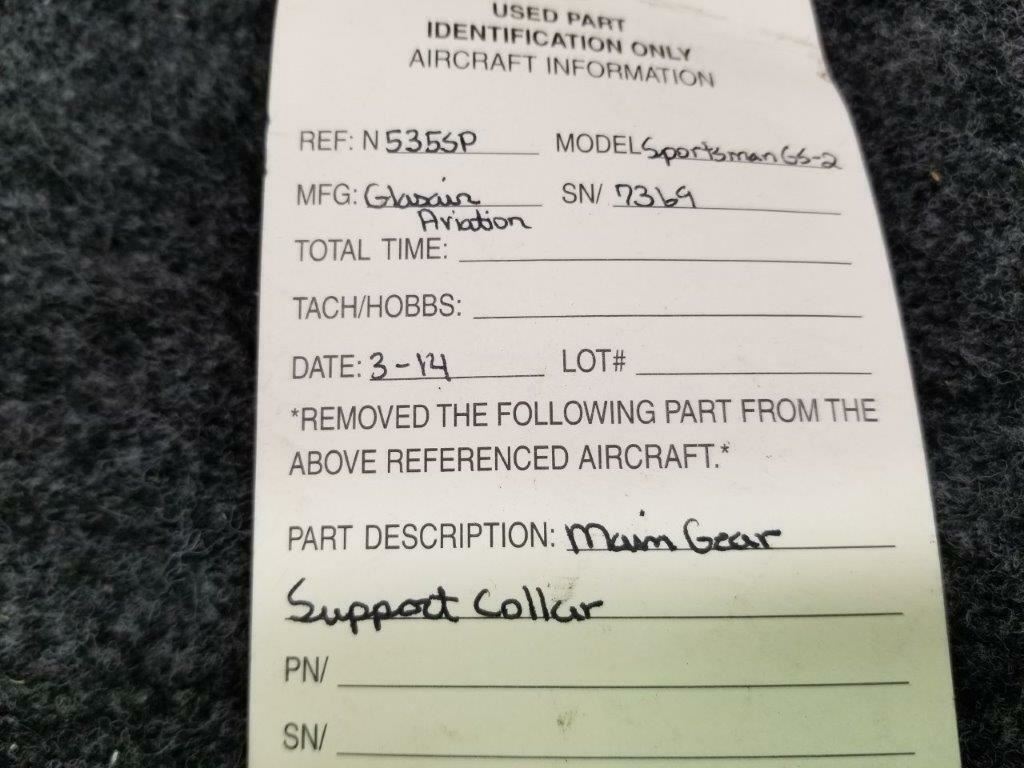 USED PART
IDENTIFICATION ONLY
AIRCRAFT INFORMATION
REF: N 535SP MODEL Sportsman GS-2
MFG: Glasair SN/ 7369
Aviation
TOTAL TIME:
TACH/HOBBS:
DATE: 3-14 LOT#
*REMOVED THE FOLLOWING PART FROM THE
ABOVE REFERENCED AIRCRAFT.*
PART DESCRIPTION: Main Gear
Support Collar
PN/
SN/